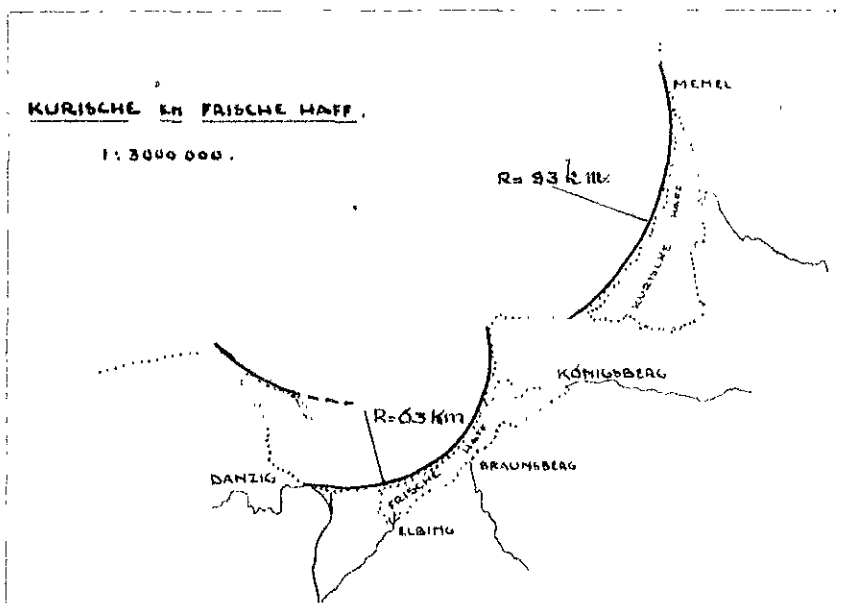 KURISCHE EN FRISCHE HAFF.
1:3000 000.
MEMEL
R= 93 km.
KURISCHE HAFF
KÖNIGSBERG
R=63 km
FRISCHE HAFF
BRAUNSBERG
DANZIG
ELBING